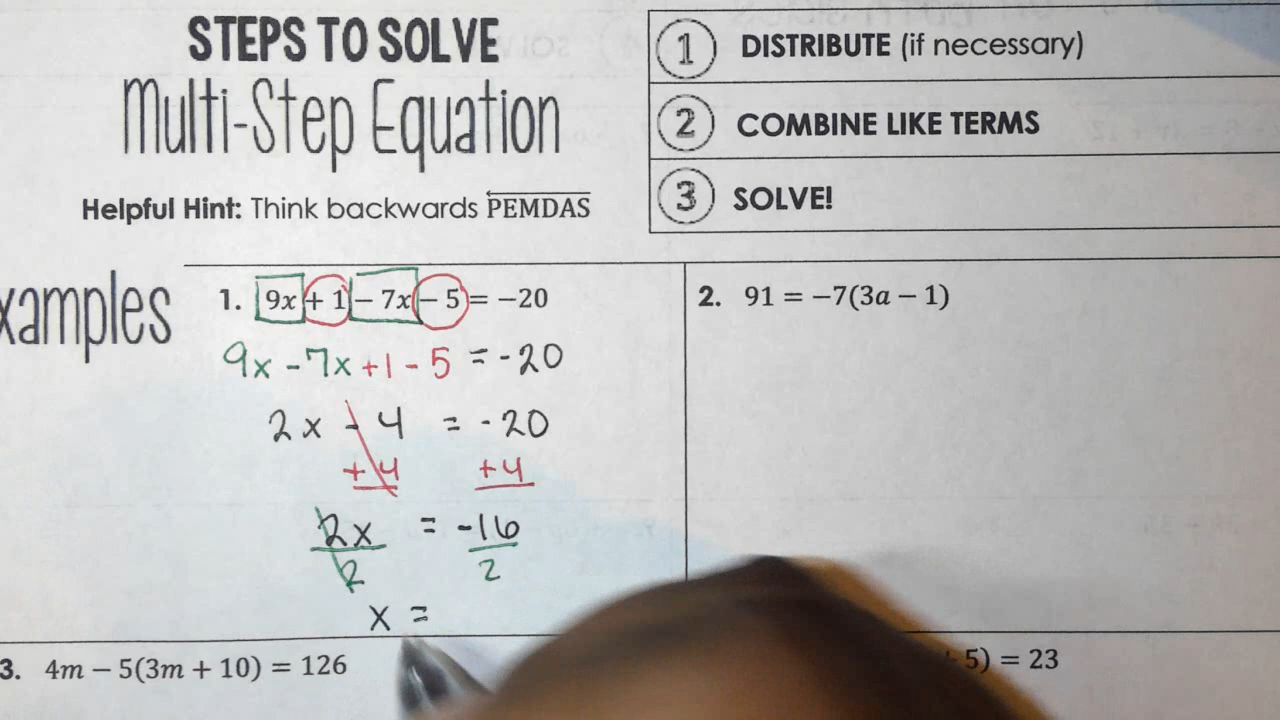 STEPS TO SOLVE
Multi-Step Equation
Helpful Hint: Think backwards PEMDAS
1 DISTRIBUTE (if necessary)
2 COMBINE LIKE TERMS
3 SOLVE!
xamples
1. 9x + 1 − 7x − 5 = −20
9x - 7x + 1 - 5 = -20
2x - 4 = -20
+4 +4
2x = -16
2 2
x =
2. 91 = −7(3a − 1)
3. 4m − 5(3m + 10) = 126
5) = 23